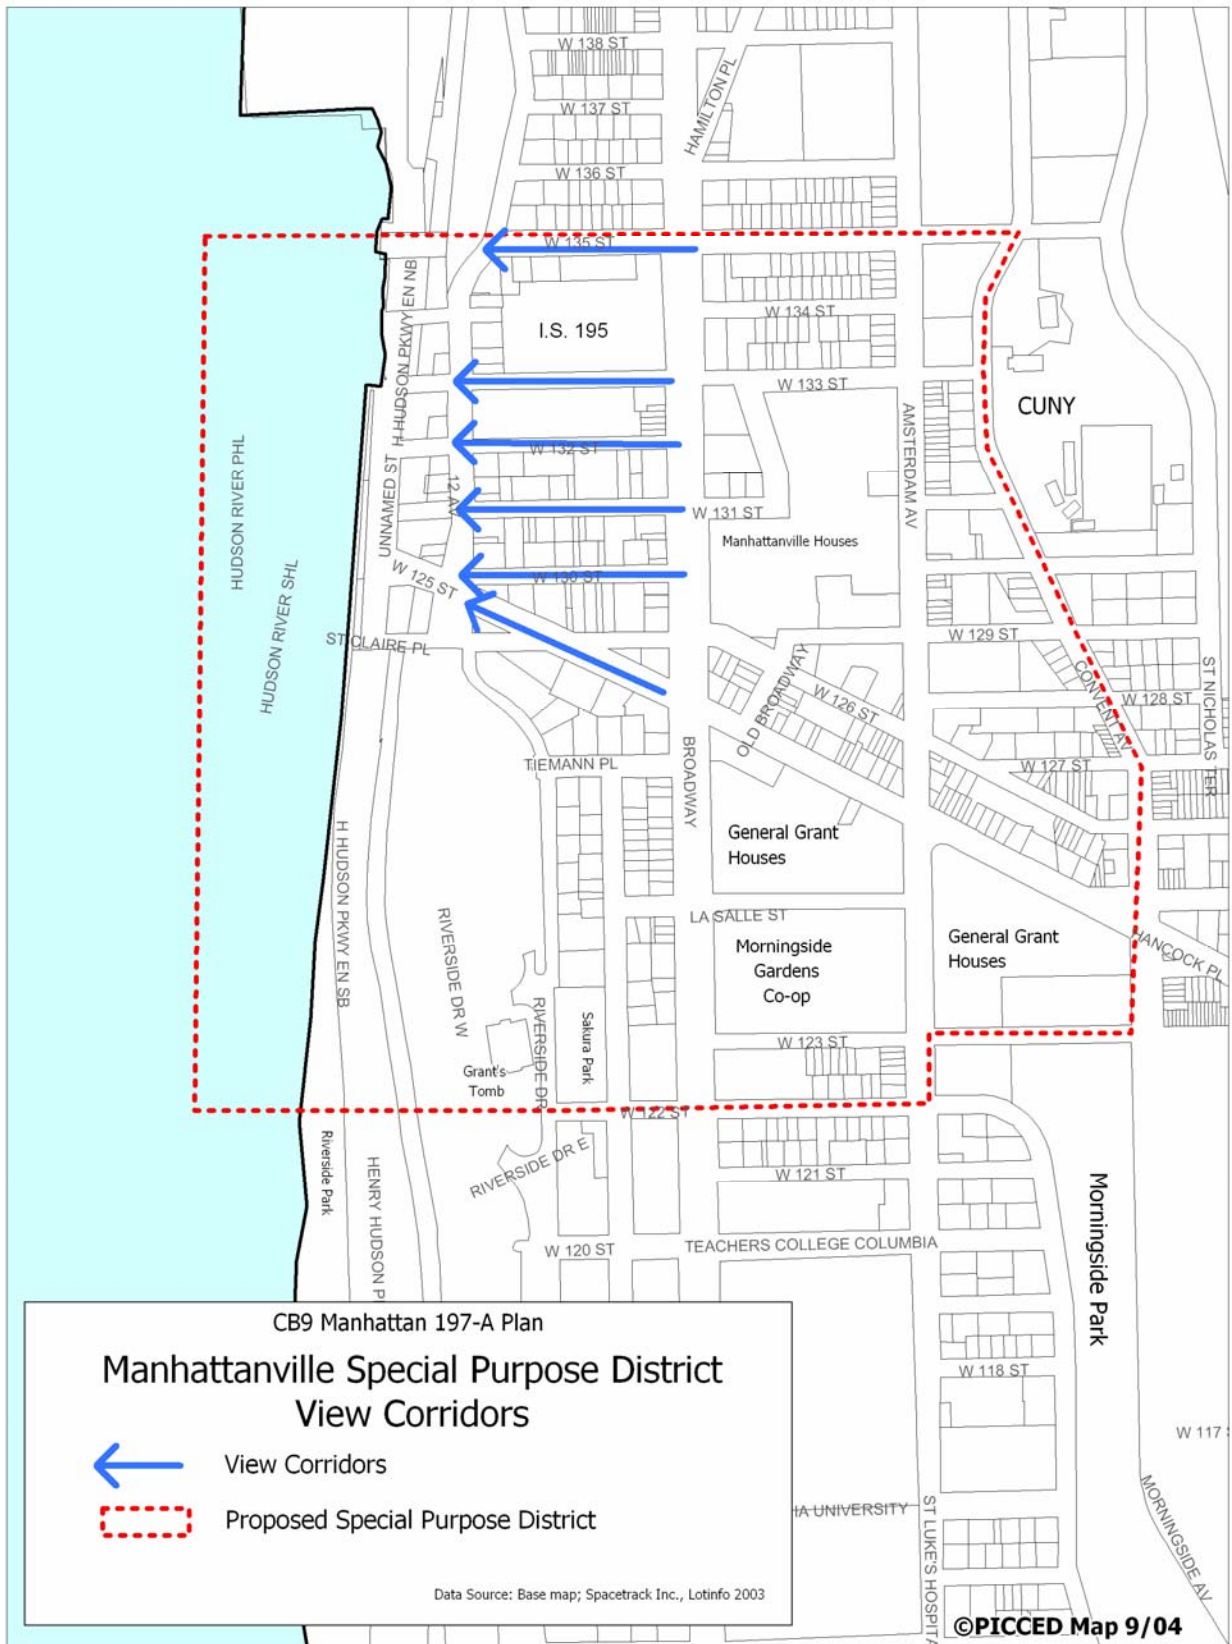 W 138 ST
HAMILTON PL
W 137 ST
W 136 ST
W 135 ST
H HUDSON PKWY EN NB
W 134 ST
I.S. 195
W 133 ST
CUNY
AMSTERDAM AV
HUDSON RIVER PHL
UNNAMED ST
W 132 ST
12 AV
W 131 ST
Manhattanville Houses
HUDSON RIVER SHL
W 125 ST
W 130 ST
ST CLAIRE PL
W 129 ST
OLD BROADWAY
W 126 ST
CONVENT AV
W 128 ST
ST NICHOLAS TER
TIEMANN PL
BROADWAY
W 127 ST
General Grant
Houses
H HUDSON PKWY EN SB
RIVERSIDE DR W
LA SALLE ST
Morningside
Gardens
Co-op
General Grant
Houses
HANCOCK PL
RIVERSIDE DR
Sakura Park
Grant's
Tomb
W 123 ST
W 122 ST
Riverside Park
HENRY HUDSON P
RIVERSIDE DR E
W 121 ST
Morningside Park
W 120 ST
TEACHERS COLLEGE COLUMBIA
W 118 ST
W 117
MORNINGSIDE AV
IA UNIVERSITY
ST LUKE'S HOSPITA
CB9 Manhattan 197-A Plan
Manhattanville Special Purpose District
View Corridors
View Corridors
Proposed Special Purpose District
Data Source: Base map; Spacetrack Inc., Lotinfo 2003
©PICCED Map 9/04